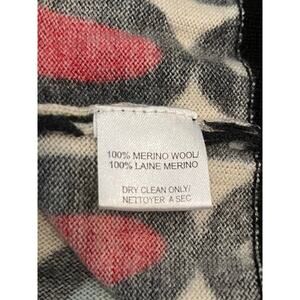 100% MERINO WOOL/
100% LAINE MERINO
DRY CLEAN ONLY/
NETTOYER A SEC